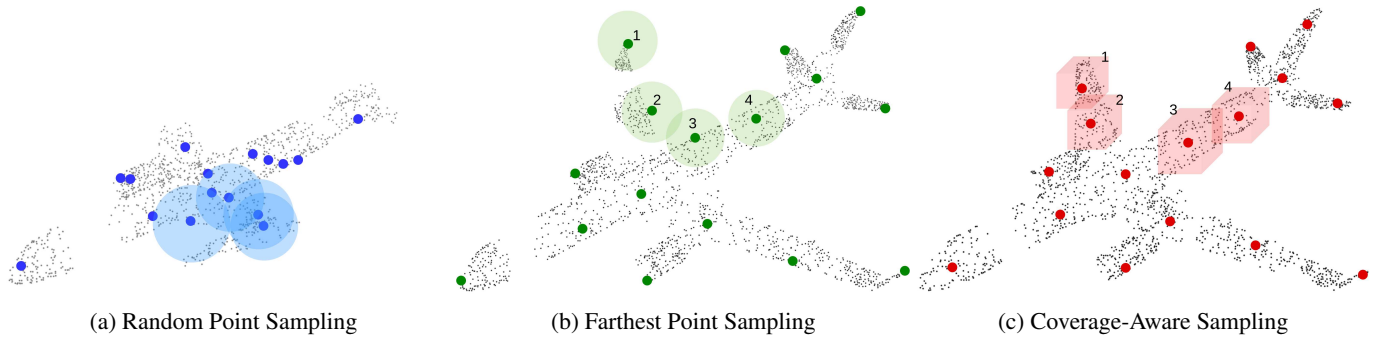 1
2
3
4
1
2
3
4
(a) Random Point Sampling
(b) Farthest Point Sampling
(c) Coverage-Aware Sampling